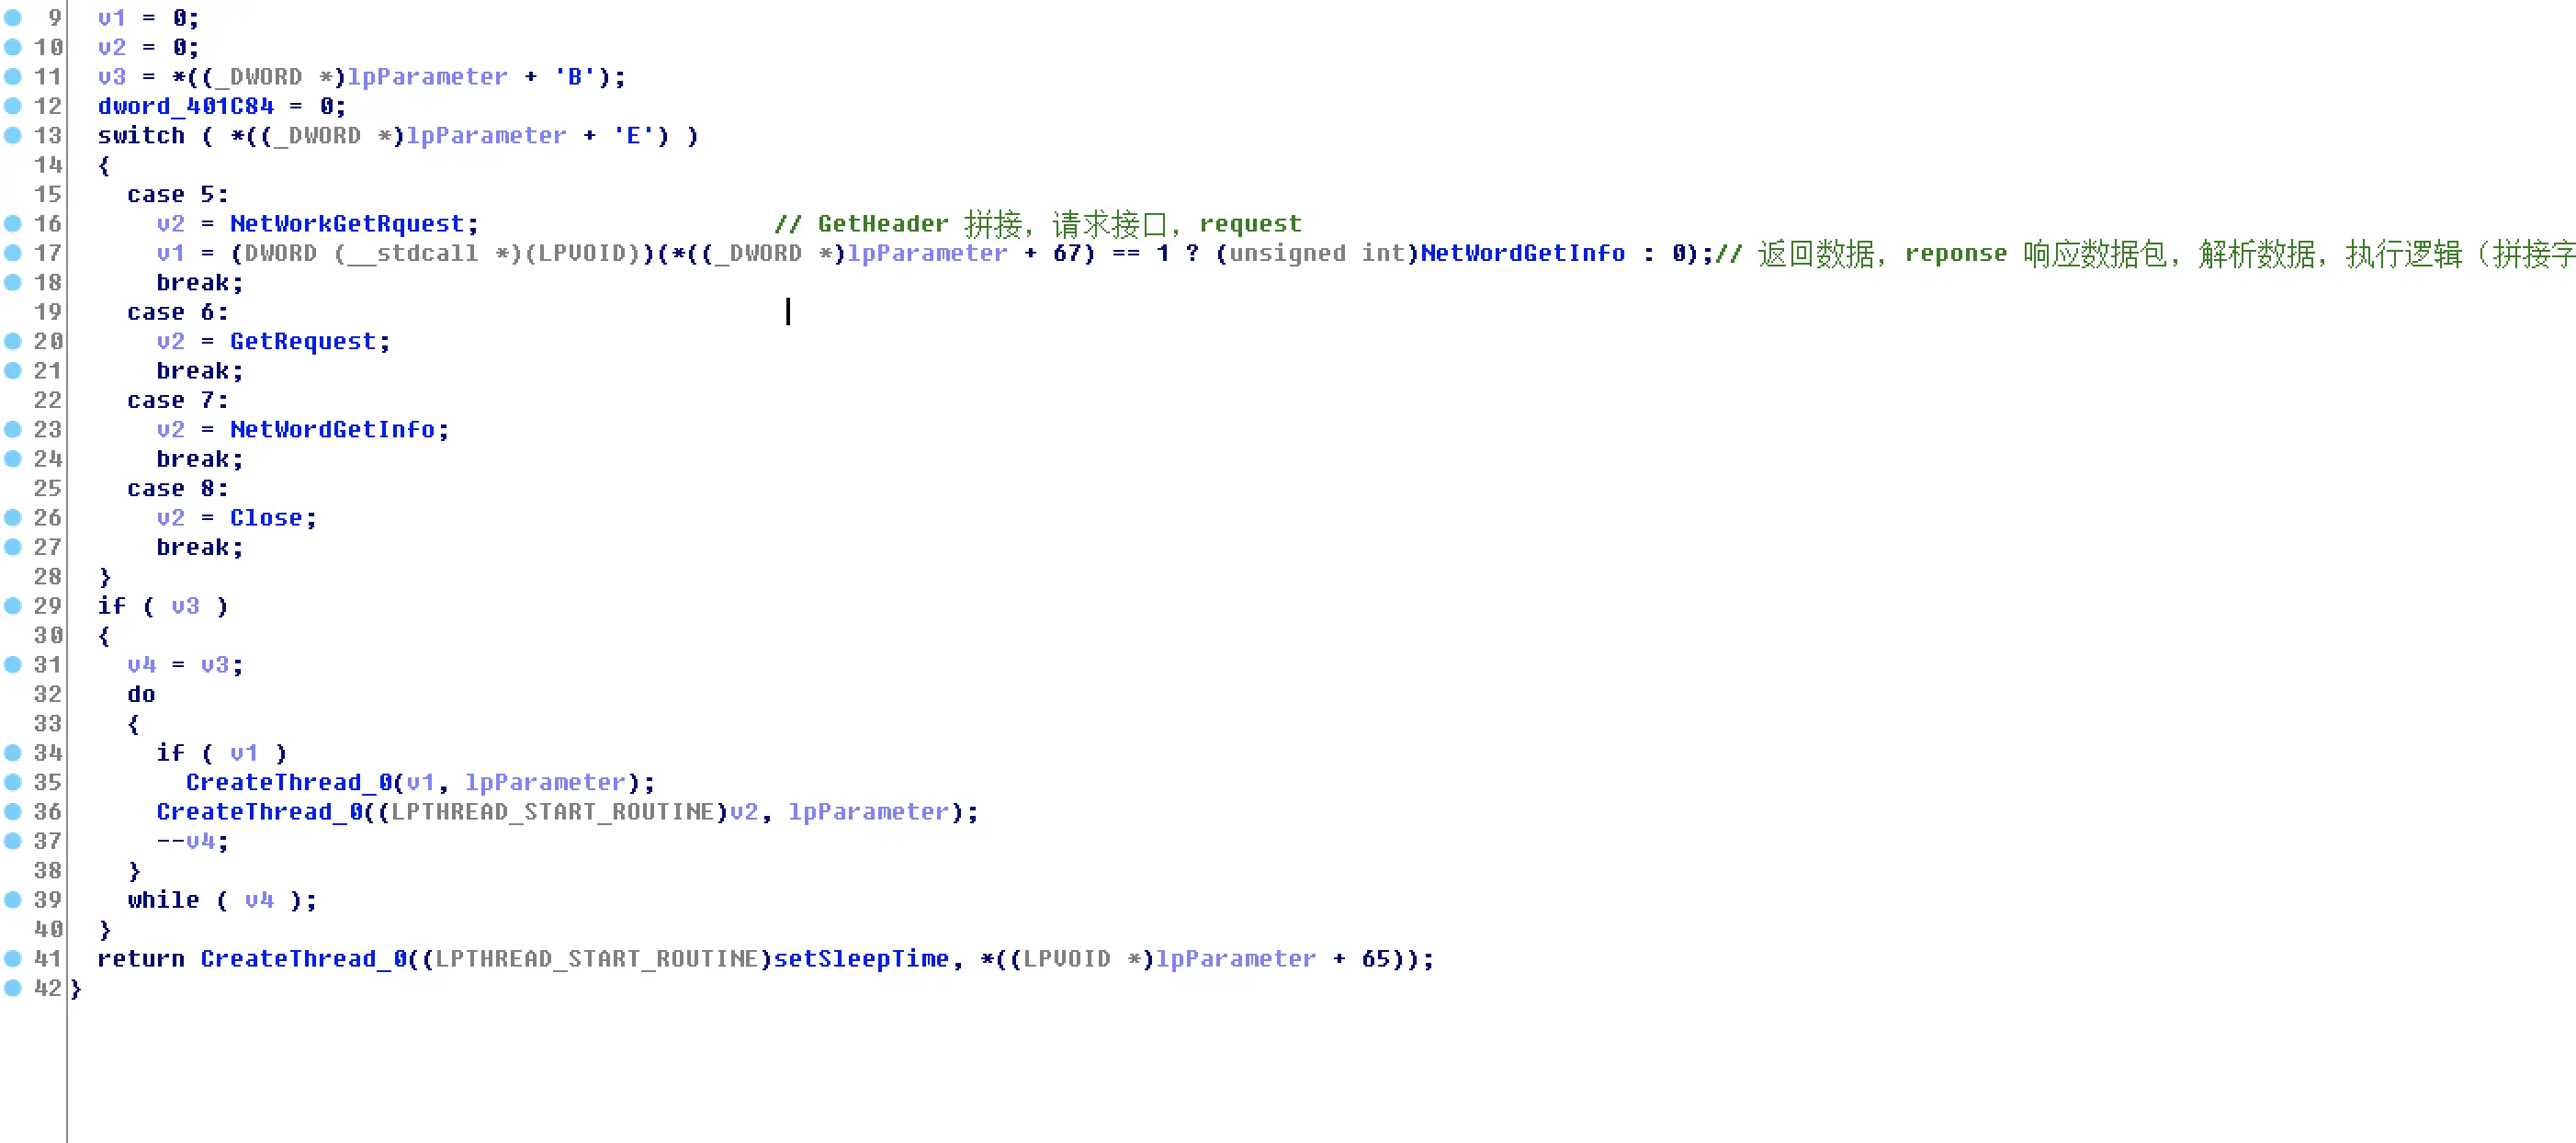 9 v1 = 0;
10 v2 = 0;
11 v3 = *((_DWORD *)lpParameter + 'B');
12 dword_401C84 = 0;
13 switch ( *((_DWORD *)lpParameter + 'E') )
14 {
15 case 5:
16 v2 = NetWorkGetRquest; // GetHeader 拼接，请求接口，request
17 v1 = (DWORD (__stdcall *)(LPVOID))(*((_DWORD *)lpParameter + 67) == 1 ? (unsigned int)NetWordGetInfo : 0);// 返回数据，reponse 响应数据包，解析数据，执行逻辑（拼接字
18 break;
19 case 6:
20 v2 = GetRequest;
21 break;
22 case 7:
23 v2 = NetWordGetInfo;
24 break;
25 case 8:
26 v2 = Close;
27 break;
28 }
29 if ( v3 )
30 {
31 v4 = v3;
32 do
33 {
34 if ( v1 )
35 CreateThread_0(v1, lpParameter);
36 CreateThread_0((LPTHREAD_START_ROUTINE)v2, lpParameter);
37 --v4;
38 }
39 while ( v4 );
40 }
41 return CreateThread_0((LPTHREAD_START_ROUTINE)setSleepTime, *((LPVOID *)lpParameter + 65));
42 }